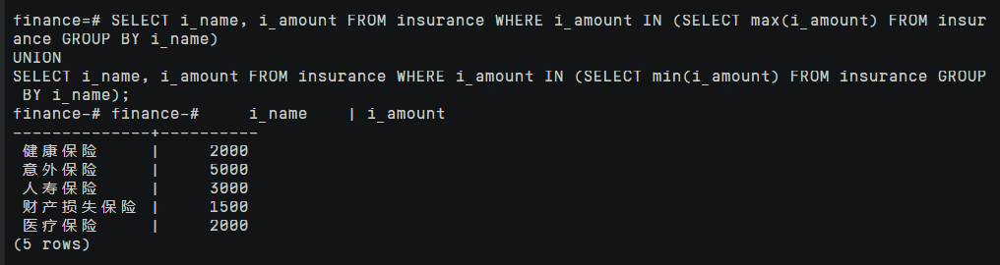 finance=# SELECT i_name, i_amount FROM insurance WHERE i_amount IN (SELECT max(i_amount) FROM insur
ance GROUP BY i_name)
UNION
SELECT i_name, i_amount FROM insurance WHERE i_amount IN (SELECT min(i_amount) FROM insurance GROUP
 BY i_name);
finance-# finance-#     i_name    | i_amount
--------------+----------
 健康保险     |     2000
 意外保险     |     5000
 人寿保险     |     3000
 财产损失保险 |     1500
 医疗保险     |     2000
(5 rows)